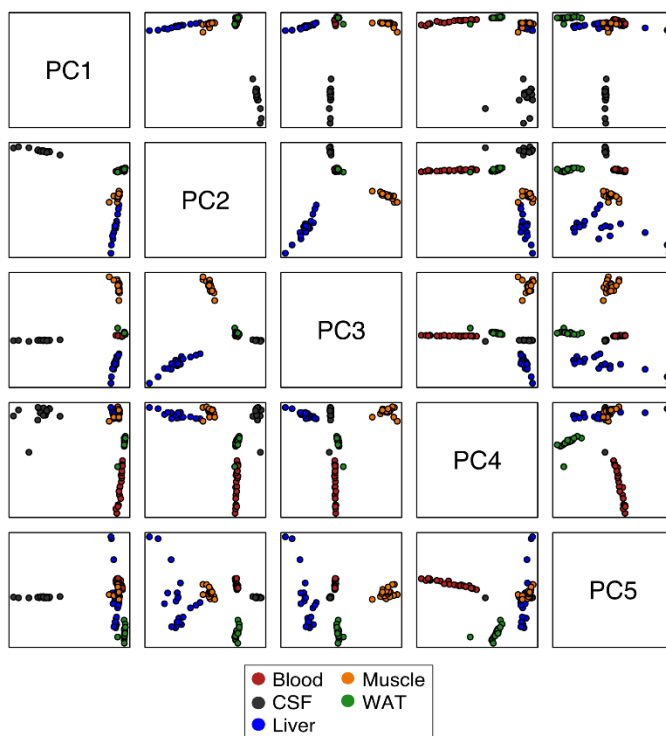 PC1
PC2
PC3
PC4
PC5
Blood
Muscle
CSF
WAT
Liver